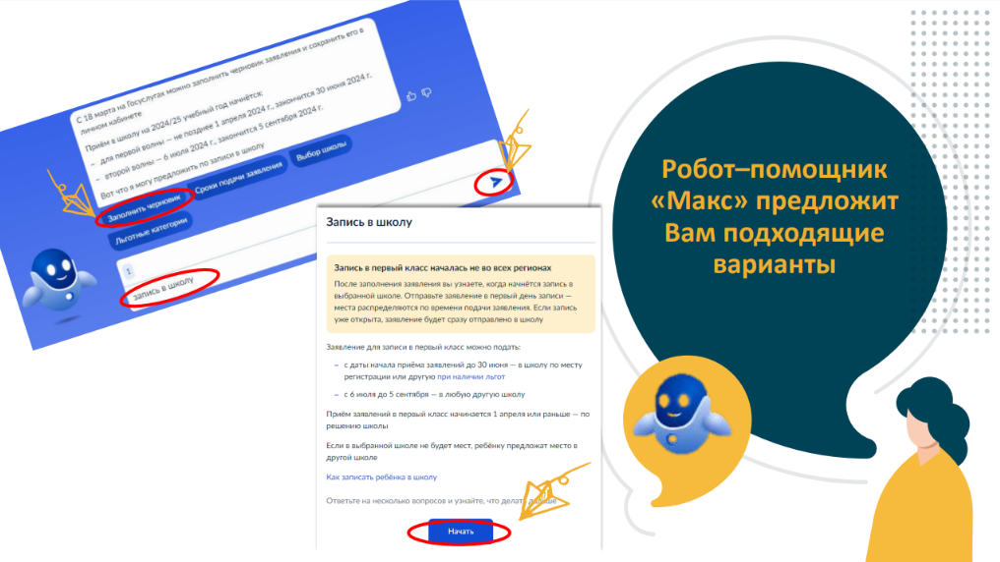 С 18 марта на Госуслугах можно заполнить черновик заявления и сохранить его в
личном кабинете
Приём в школу на 2024/25 учебный год начнётся:
– для первой волны — не позднее 1 апреля 2024 г., закончится 30 июня 2024 г.
– второй волны — 6 июля 2024 г., закончится 5 сентября 2024 г.
Вот что я могу предложить по записи в школу
Заполнить черновик
Сроки подачи заявления
Выбор школы
Льготные категории
1
запись в школу
Запись в школу
Запись в первый класс началась не во всех регионах
После заполнения заявления вы узнаете, когда начнётся запись в
выбранной школе. Отправьте заявление в первый день записи —
места распределяются по времени подачи заявления. Если запись
уже открыта, заявление будет сразу отправлено в школу
Заявление для записи в первый класс можно подать:
– с даты начала приёма заявлений до 30 июня — в школу по месту
регистрации или другую при наличии льгот
– с 6 июля до 5 сентября — в любую другую школу
Приём заявлений в первый класс начинается 1 апреля или раньше — по
решению школы
Если в выбранной школе не будет мест, ребёнку предложат место в
другой школе
Как записать ребёнка в школу
Ответьте на несколько вопросов и узнайте, что делать дальше
Начать
Робот–помощник
«Макс» предложит
Вам подходящие
варианты